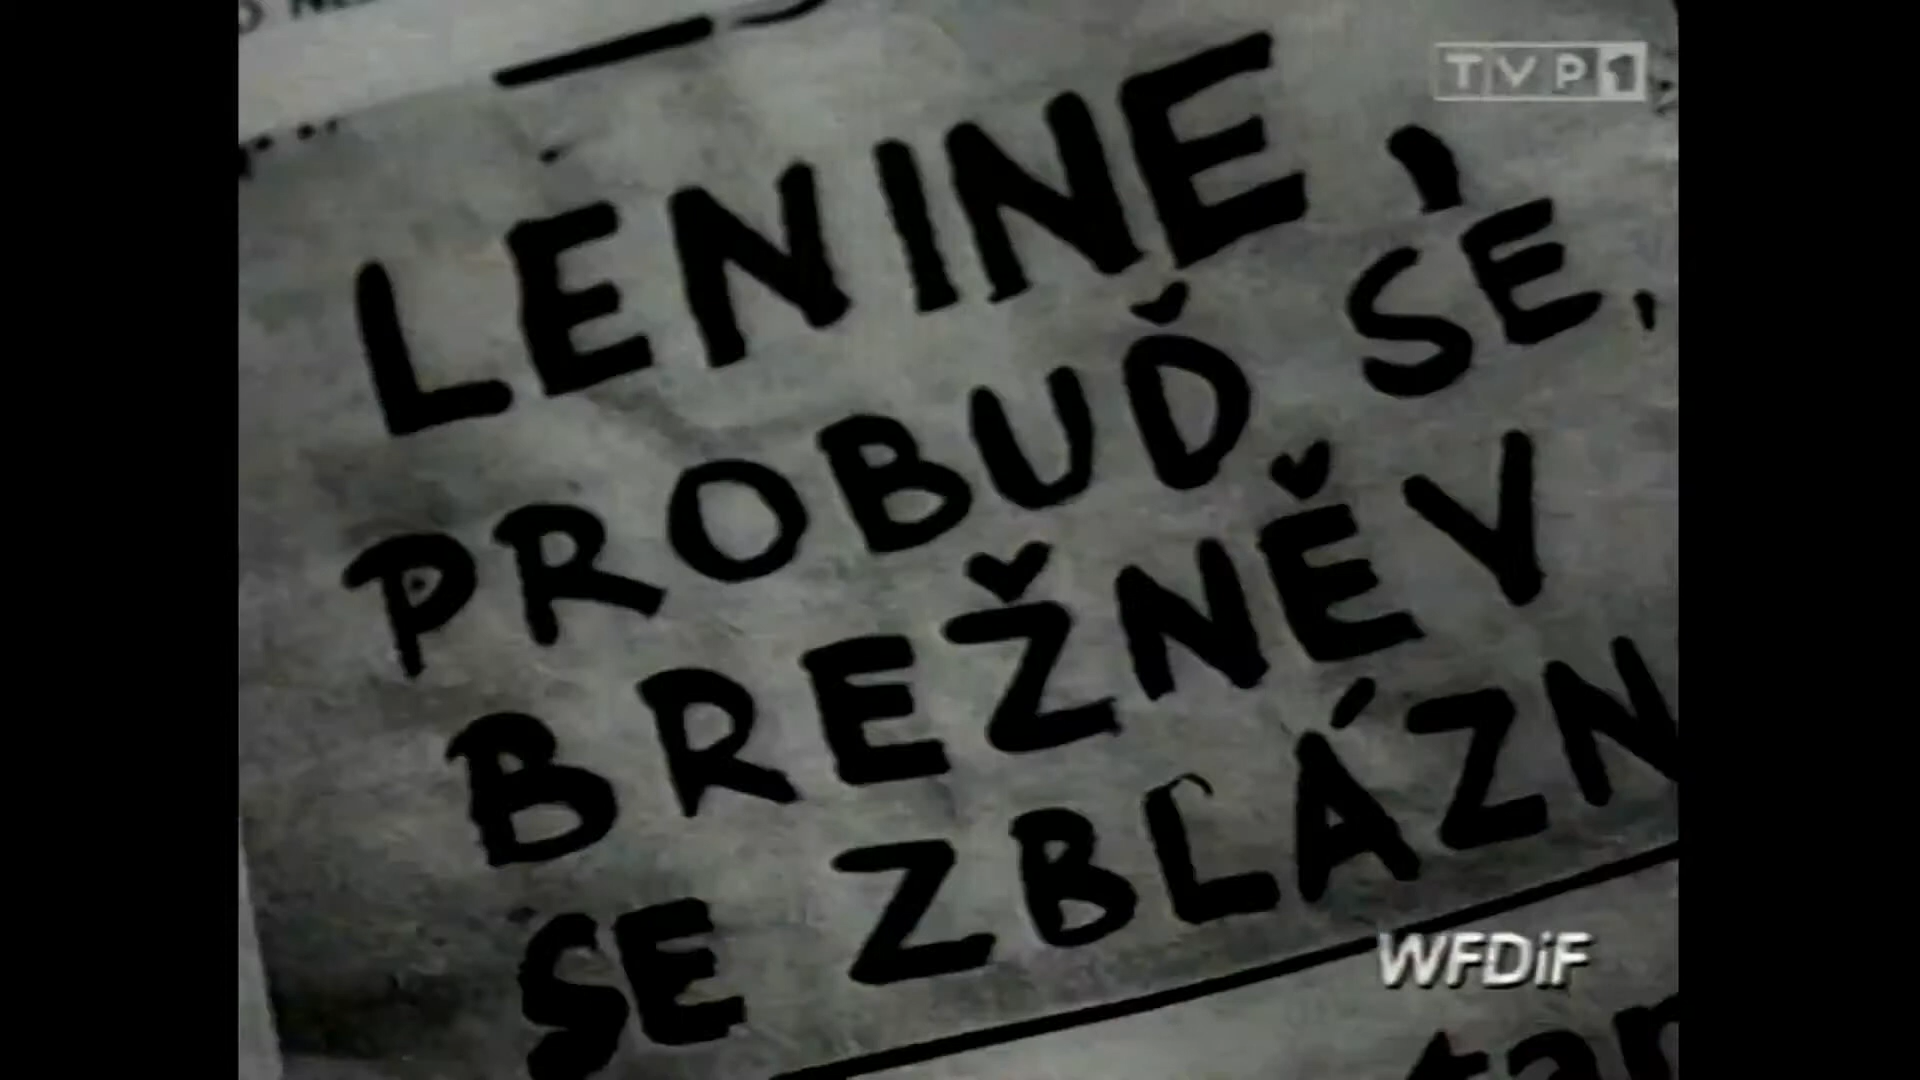 TVP1
LENINE,
PROBUĎ SE,
BREŽNĚV
SE ZBLÁZN
WFDiF